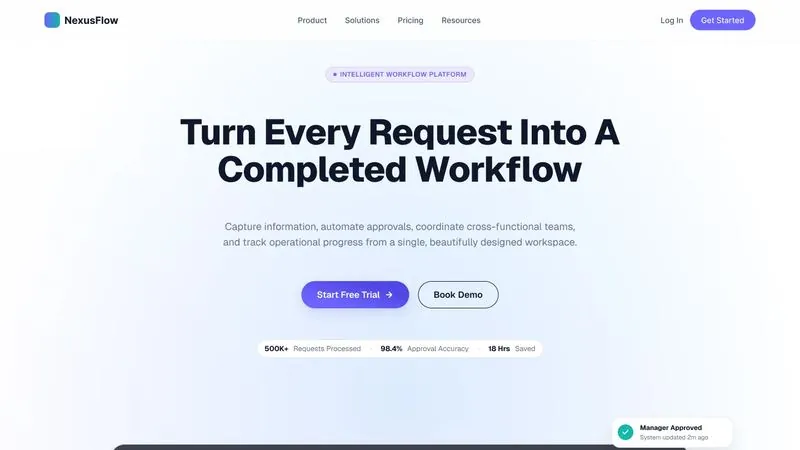 NexusFlow
Product
Solutions
Pricing
Resources
Log In
Get Started
INTELLIGENT WORKFLOW PLATFORM
Turn Every Request Into A
Completed Workflow
Capture information, automate approvals, coordinate cross-functional teams,
and track operational progress from a single, beautifully designed workspace.
Start Free Trial →
Book Demo
500K+ Requests Processed · 98.4% Approval Accuracy · 18 Hrs Saved
Manager Approved
System updated 2m ago